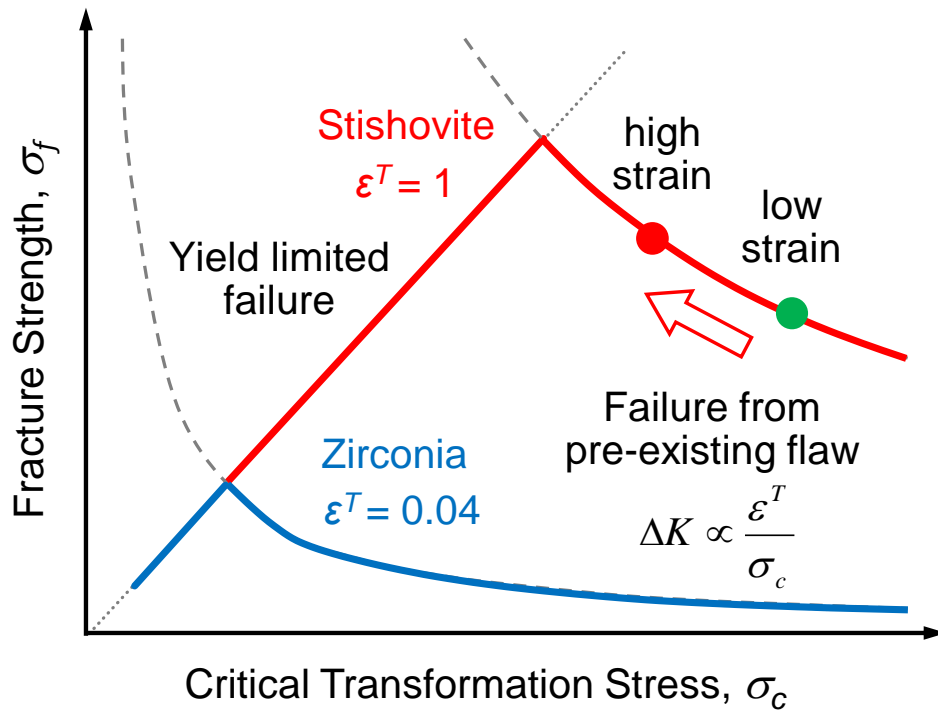 Fracture Strength, σf
Stishovite
εᵀ = 1
high
strain
low
strain
Yield limited
failure
Zirconia
εᵀ = 0.04
Failure from
pre-existing flaw
ΔK ∝ εᵀ / σc
Critical Transformation Stress, σc